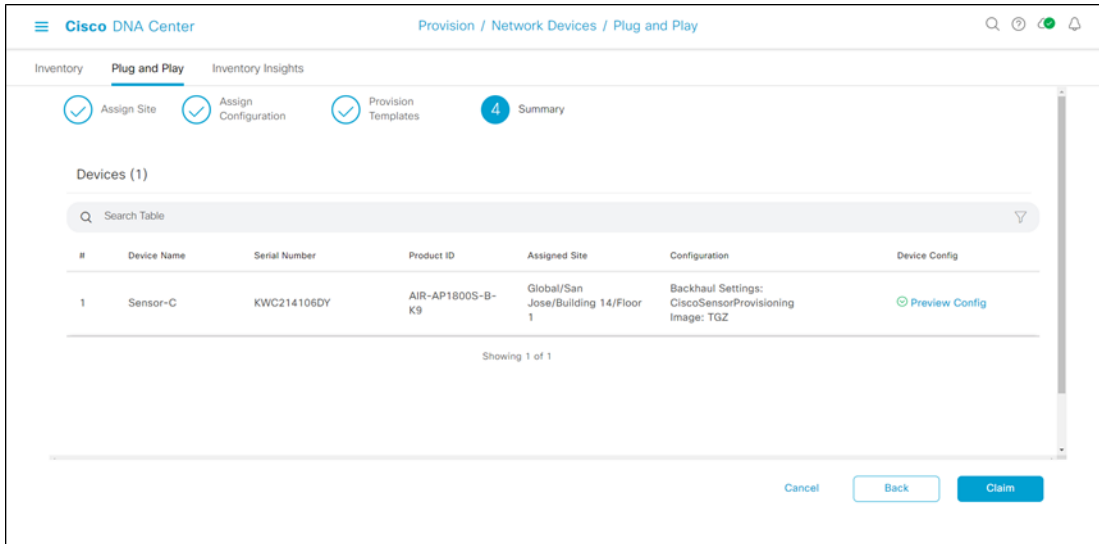 Cisco DNA Center
Provision / Network Devices / Plug and Play
Inventory Plug and Play Inventory Insights
Assign Site
Assign
Configuration
Provision
Templates
4 Summary
Devices (1)
Search Table
# Device Name Serial Number Product ID Assigned Site Configuration Device Config
1 Sensor-C KWC214106DY
AIR-AP1800S-B-
K9
Global/San
Jose/Building 14/Floor
1
Backhaul Settings:
CiscoSensorProvisioning
Image: TGZ
Preview Config
Showing 1 of 1
Cancel Back Claim